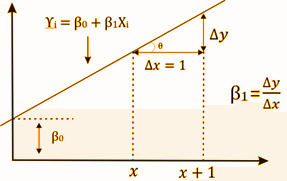 Yi = β0 + β1Xi
Δy
θ
Δx = 1
β1 = Δy/Δx
β0
x
x + 1